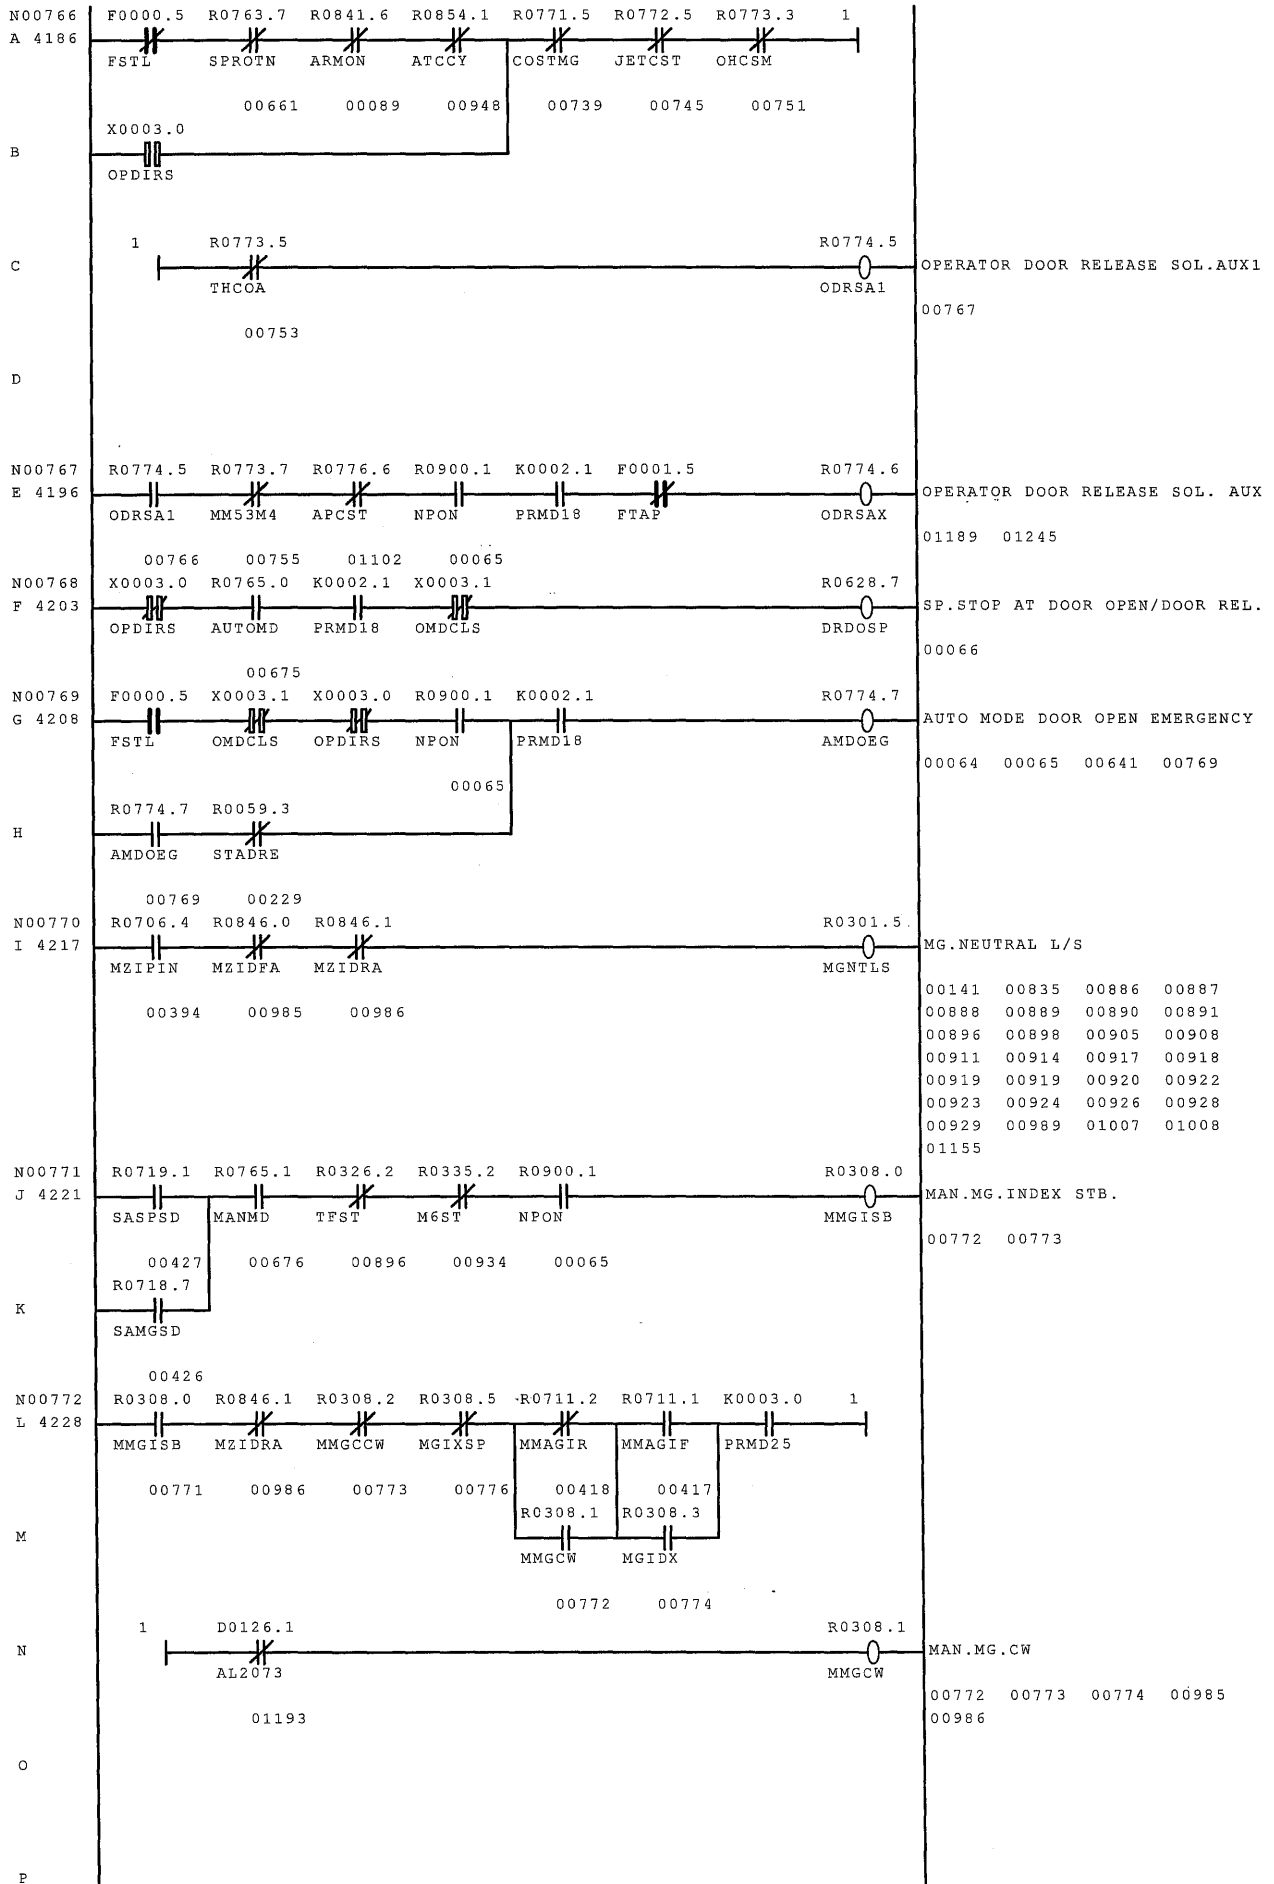 N00766 F0000.5 R0763.7 R0841.6 R0854.1 R0771.5 R0772.5 R0773.3 1
A 4186
FSTL SPROTN ARMON ATCCY COSTMG JETCST OHCSM
00661 00089 00948 00739 00745 00751
X0003.0
B
OPDIRS
1 R0773.5 R0774.5
C OPERATOR DOOR RELEASE SOL.AUX1
THCOA ODRSA1
00767
00753
D
N00767 R0774.5 R0773.7 R0776.6 R0900.1 K0002.1 F0001.5 R0774.6
E 4196 OPERATOR DOOR RELEASE SOL. AUX
ODRSA1 MM53M4 APCST NPON PRMD18 FTAP ODRSAX
01189 01245
00766 00755 01102 00065
N00768 X0003.0 R0765.0 K0002.1 X0003.1 R0628.7
F 4203 SP.STOP AT DOOR OPEN/DOOR REL.
OPDIRS AUTOMD PRMD18 OMDCLS DRDOSP
00066
00675
N00769 F0000.5 X0003.1 X0003.0 R0900.1 K0002.1 R0774.7
G 4208 AUTO MODE DOOR OPEN EMERGENCY
FSTL OMDCLS OPDIRS NPON PRMD18 AMDOEG
00064 00065 00641 00769
00065
R0774.7 R0059.3
H
AMDOEG STADRE
00769 00229
N00770 R0706.4 R0846.0 R0846.1 R0301.5
I 4217 MG.NEUTRAL L/S
MZIPIN MZIDFA MZIDRA MGNTLS
00141 00835 00886 00887
00394 00985 00986
00888 00889 00890 00891
00896 00898 00905 00908
00911 00914 00917 00918
00919 00919 00920 00922
00923 00924 00926 00928
00929 00989 01007 01008
01155
N00771 R0719.1 R0765.1 R0326.2 R0335.2 R0900.1 R0308.0
J 4221 MAN.MG.INDEX STB.
SASPSD MANMD TFST M6ST NPON MMGISB
00772 00773
00427 00676 00896 00934 00065
R0718.7
K
SAMGSD
00426
N00772 R0308.0 R0846.1 R0308.2 R0308.5 R0711.2 R0711.1 K0003.0 1
L 4228
MMGISB MZIDRA MMGCCW MGIXSP MMAGIR MMAGIF PRMD25
00771 00986 00773 00776 00418 00417
R0308.1 R0308.3
M
MMGCW MGIDX
00772 00774
1 D0126.1 R0308.1
N MAN.MG.CW
AL2073 MMGCW
00772 00773 00774 00985
01193
00986
O
P